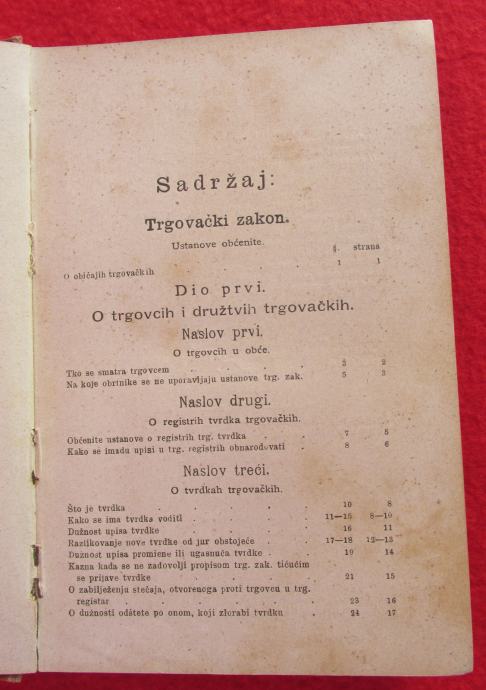 Sadržaj:
Trgovački zakon.
Ustanove obćenite.
§. strana
O običajih trgovačkih . . . . . 1 1
Dio prvi.
O trgovcih i družtvih trgovačkih.
Naslov prvi.
O trgovcih u obće.
Tko se smatra trgovcem . . . . . 3 2
Na koje obrtnike se ne uporavljaju ustanove trg. zak. 5 3
Naslov drugi.
O registrih tvrdka trgovačkih.
Obćenite ustanove o registrih trg. tvrdka . . 7 5
Kako se imadu upisi u trg. registrih obnarodovati . 8 6
Naslov treći.
O tvrdkah trgovačkih.
Što je tvrdka . . . . . . 10 8
Kako se ima tvrdka voditi . . . . 11—15 8—10
Dužnost upisa tvrdke . . . . . 16 11
Razlikovanje nove tvrdke od jur obstojeće . . 17—18 12—13
Dužnost upisa promiene ili ugasnuća tvrdke . . 19 14
Kazna kada se ne zadovolji propisom trg. zak. tičućim
se prijave tvrdke . . . . . 21 15
O zabilježenju stečaja, otvorenoga proti trgovcu u trg.
registar . . . . . . 23 16
O dužnosti odštete po onom, koji zlorabi tvrdku . 24 17